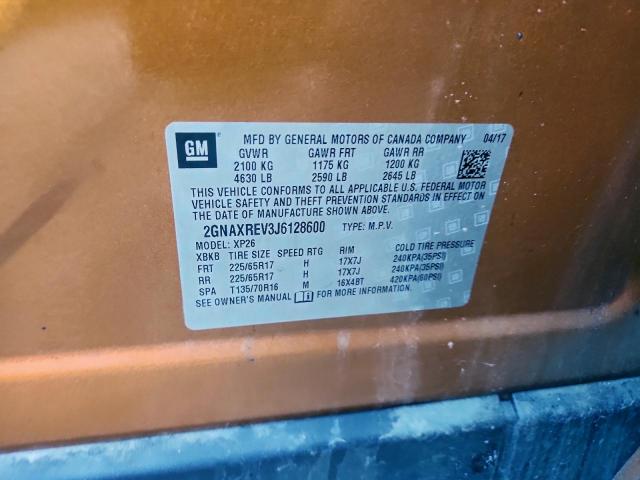 GM
MFD BY GENERAL MOTORS OF CANADA COMPANY 04/17
GVWR GAWR FRT GAWR RR
2100 KG 1175 KG 1200 KG
4630 LB 2590 LB 2645 LB
THIS VEHICLE CONFORMS TO ALL APPLICABLE U.S. FEDERAL MOTOR
VEHICLE SAFETY AND THEFT PREVENTION STANDARDS IN EFFECT
ON THE DATE OF MANUFACTURE SHOWN ABOVE.
2GNAXREV3J6128600 TYPE: M.P.V.
MODEL: XP26
XBKB TIRE SIZE SPEED RTG RIM COLD TIRE PRESSURE
FRT 225/65R17 H 17X7J 240KPA(35PSI)
RR 225/65R17 H 17X7J 240KPA(35PSI)
SPA T135/70R16 M 16X4BT 420KPA(60PSI)
SEE OWNER'S MANUAL i FOR MORE INFORMATION.